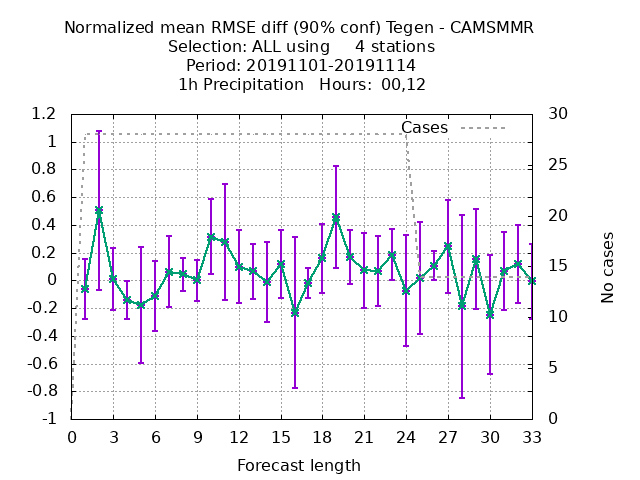 Normalized mean RMSE diff (90% conf) Tegen - CAMSMMR
Selection: ALL using 4 stations
Period: 20191101-20191114
1h Precipitation Hours: 00,12
Cases
1.2
1
0.8
0.6
0.4
0.2
0
-0.2
-0.4
-0.6
-0.8
-1
30
25
20
15
10
5
0
No cases
0 3 6 9 12 15 18 21 24 27 30 33
Forecast length